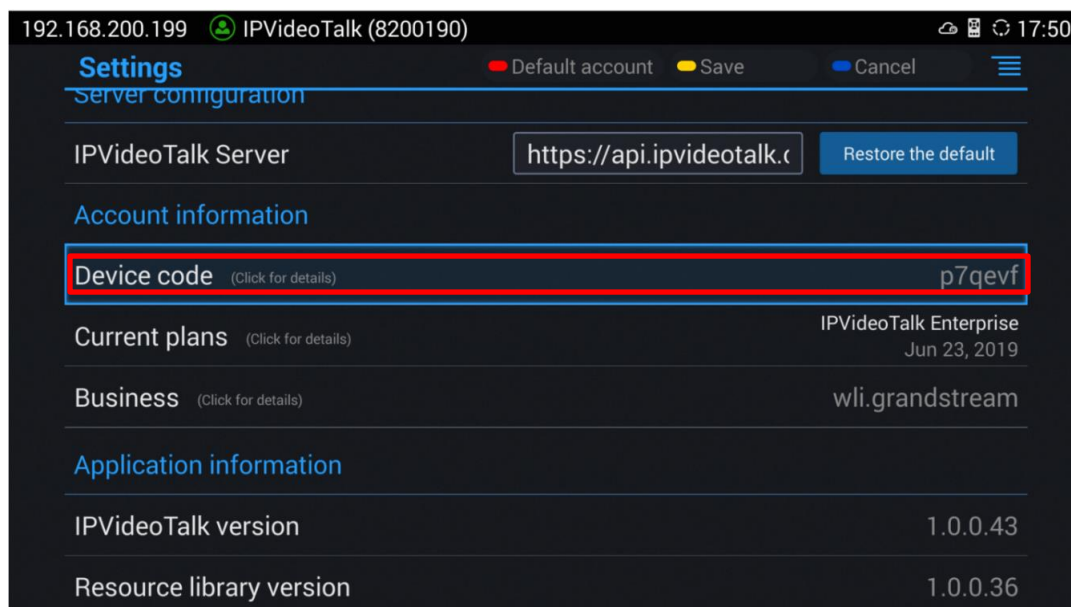 192.168.200.199 IPVideoTalk (8200190) 17:50
Settings Default account Save Cancel
Server configuration
IPVideoTalk Server https://api.ipvideotalk.c Restore the default
Account information
Device code (Click for details) p7qevf
Current plans (Click for details) IPVideoTalk Enterprise
Jun 23, 2019
Business (Click for details) wli.grandstream
Application information
IPVideoTalk version 1.0.0.43
Resource library version 1.0.0.36